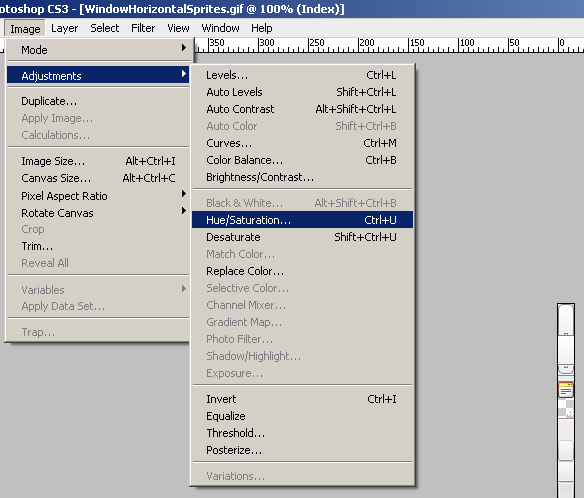 otoshop CS3 - [WindowHorizontalSprites.gif @ 100% (Index)]
Image Layer Select Filter View Window Help
350 300 250 200 150 100 50 0
Mode
Adjustments
Duplicate...
Apply Image...
Calculations...
Image Size... Alt+Ctrl+I
Canvas Size... Alt+Ctrl+C
Pixel Aspect Ratio
Rotate Canvas
Crop
Trim...
Reveal All
Variables
Apply Data Set...
Trap...
Levels... Ctrl+L
Auto Levels Shift+Ctrl+L
Auto Contrast Alt+Shift+Ctrl+L
Auto Color Shift+Ctrl+B
Curves... Ctrl+M
Color Balance... Ctrl+B
Brightness/Contrast...
Black & White... Alt+Shift+Ctrl+B
Hue/Saturation... Ctrl+U
Desaturate Shift+Ctrl+U
Match Color...
Replace Color...
Selective Color...
Channel Mixer...
Gradient Map...
Photo Filter...
Shadow/Highlight...
Exposure...
Invert Ctrl+I
Equalize
Threshold...
Posterize...
Variations...